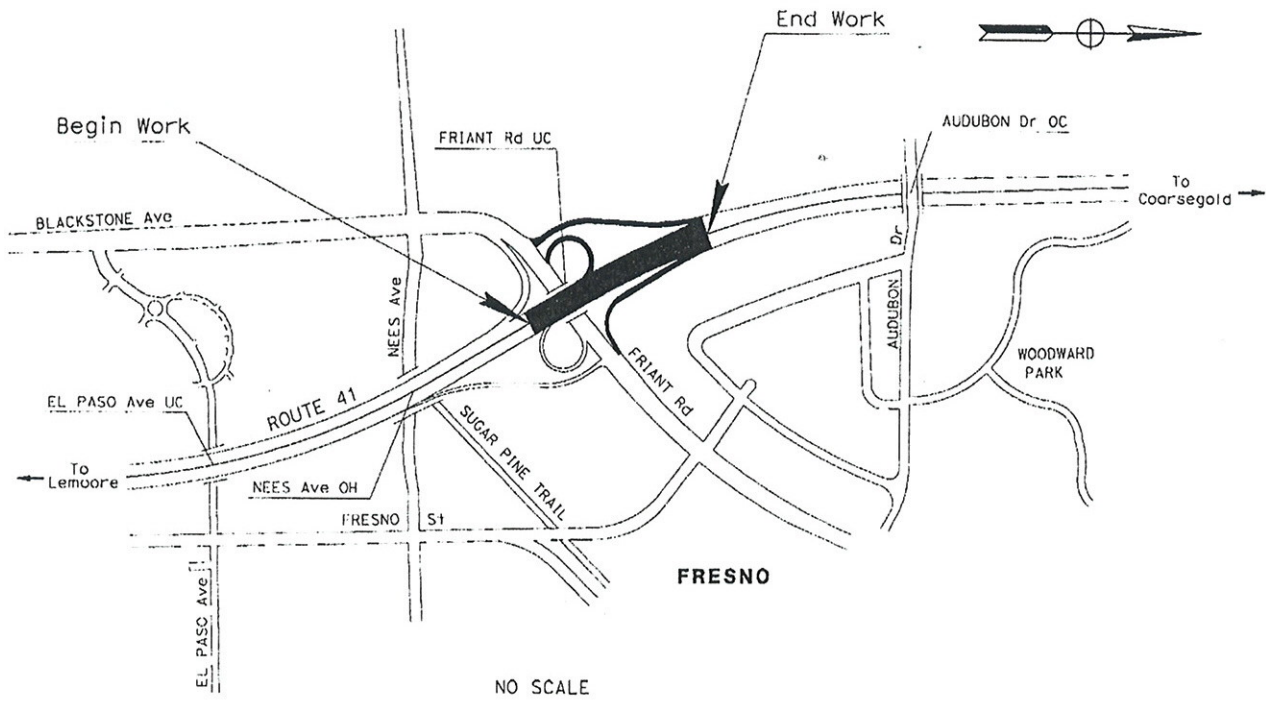 End Work
Begin Work
FRIANT Rd UC
AUDUBON Dr OC
To
Coarsegold
BLACKSTONE Ave
NEES Ave
AUDUBON Dr
WOODWARD
PARK
FRIANT Rd
EL PASO Ave UC
ROUTE 41
SUGAR PINE TRAIL
To
Lemoore
NEES Ave OH
FRESNO St
FRESNO
EL PASO Ave
NO SCALE